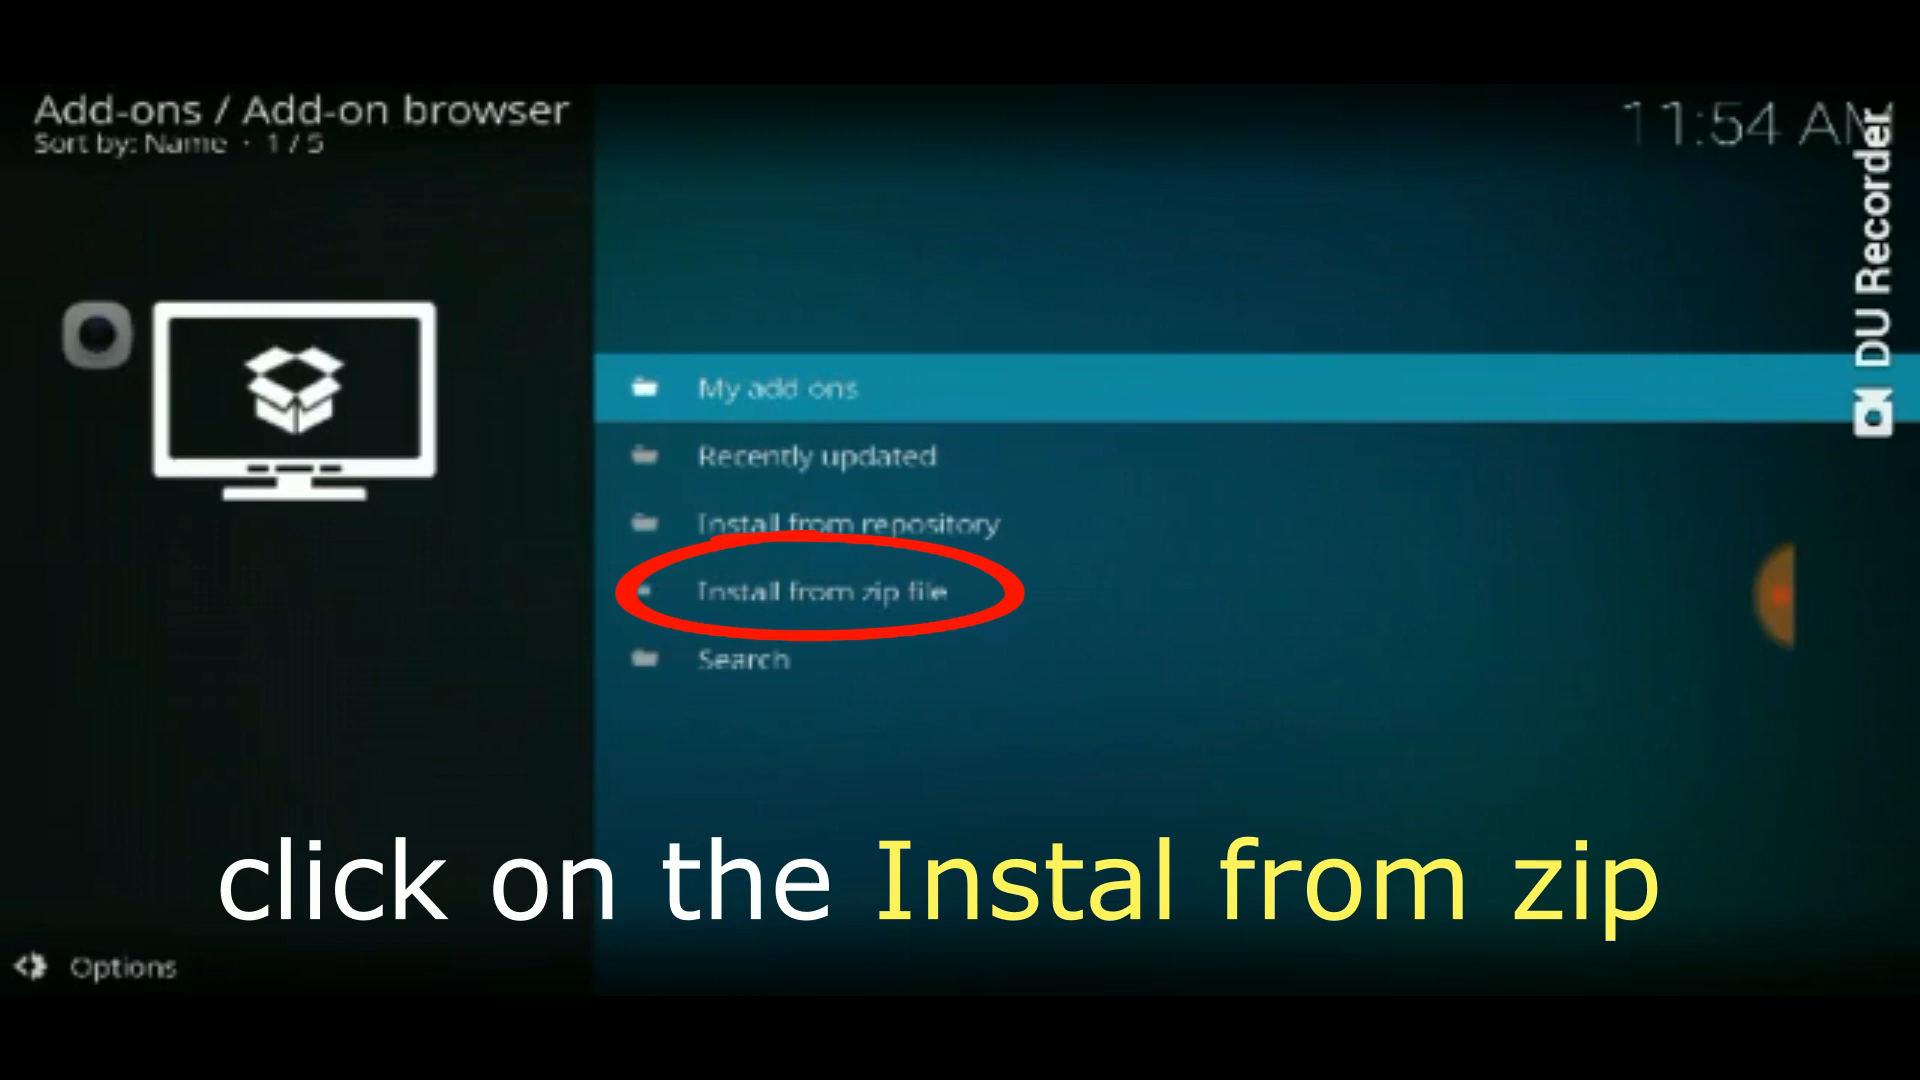 Add-ons / Add-on browser
Sort by: Name · 1 / 5
11:54 AM
DU Recorder
My add-ons
Recently updated
Install from repository
Install from zip file
Search
click on the Instal from zip
Options